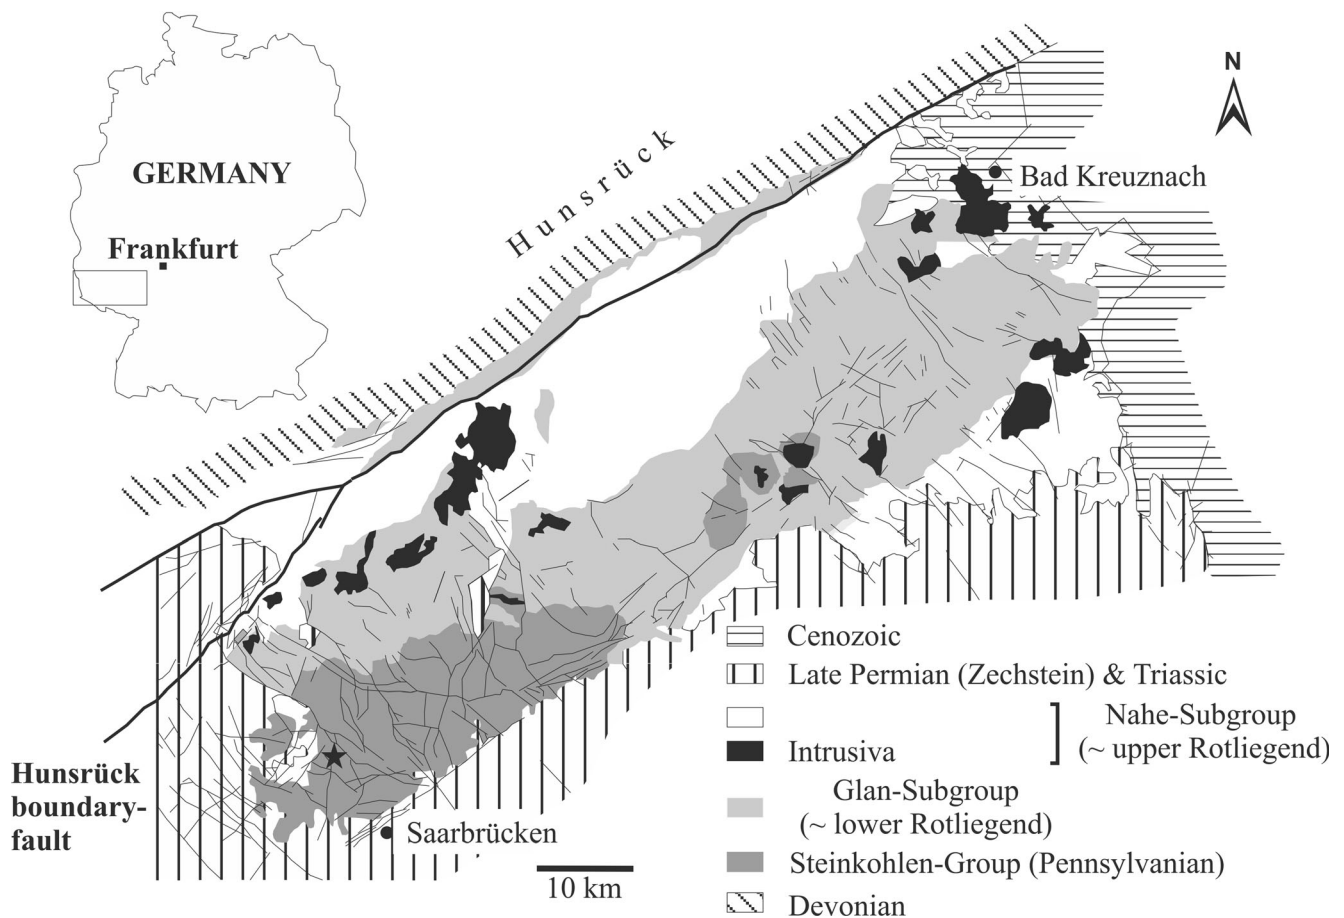 N
Hunsrück
GERMANY
Bad Kreuznach
Frankfurt
Cenozoic
Late Permian (Zechstein) & Triassic
Nahe-Subgroup
Intrusiva
(~ upper Rotliegend)
Hunsrück
boundary-
fault
Glan-Subgroup
(~ lower Rotliegend)
Saarbrücken
Steinkohlen-Group (Pennsylvanian)
10 km
Devonian